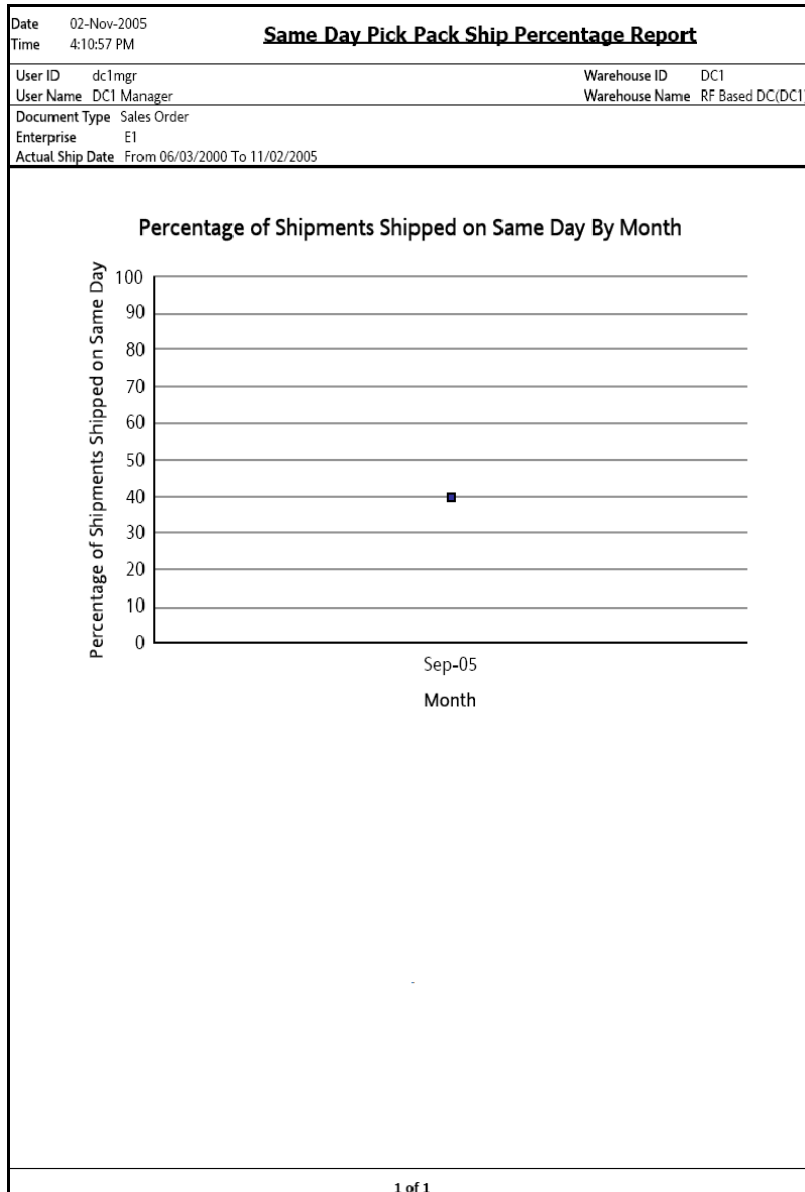 Date 02-Nov-2005
Time 4:10:57 PM
Same Day Pick Pack Ship Percentage Report
User ID dc1mgr
Warehouse ID DC1
User Name DC1 Manager
Warehouse Name RF Based DC(DC1)
Document Type Sales Order
Enterprise E1
Actual Ship Date From 06/03/2000 To 11/02/2005
Percentage of Shipments Shipped on Same Day By Month
Percentage of Shipments Shipped on Same Day
100
90
80
70
60
50
40
30
20
10
0
Sep-05
Month
-
1 of 1